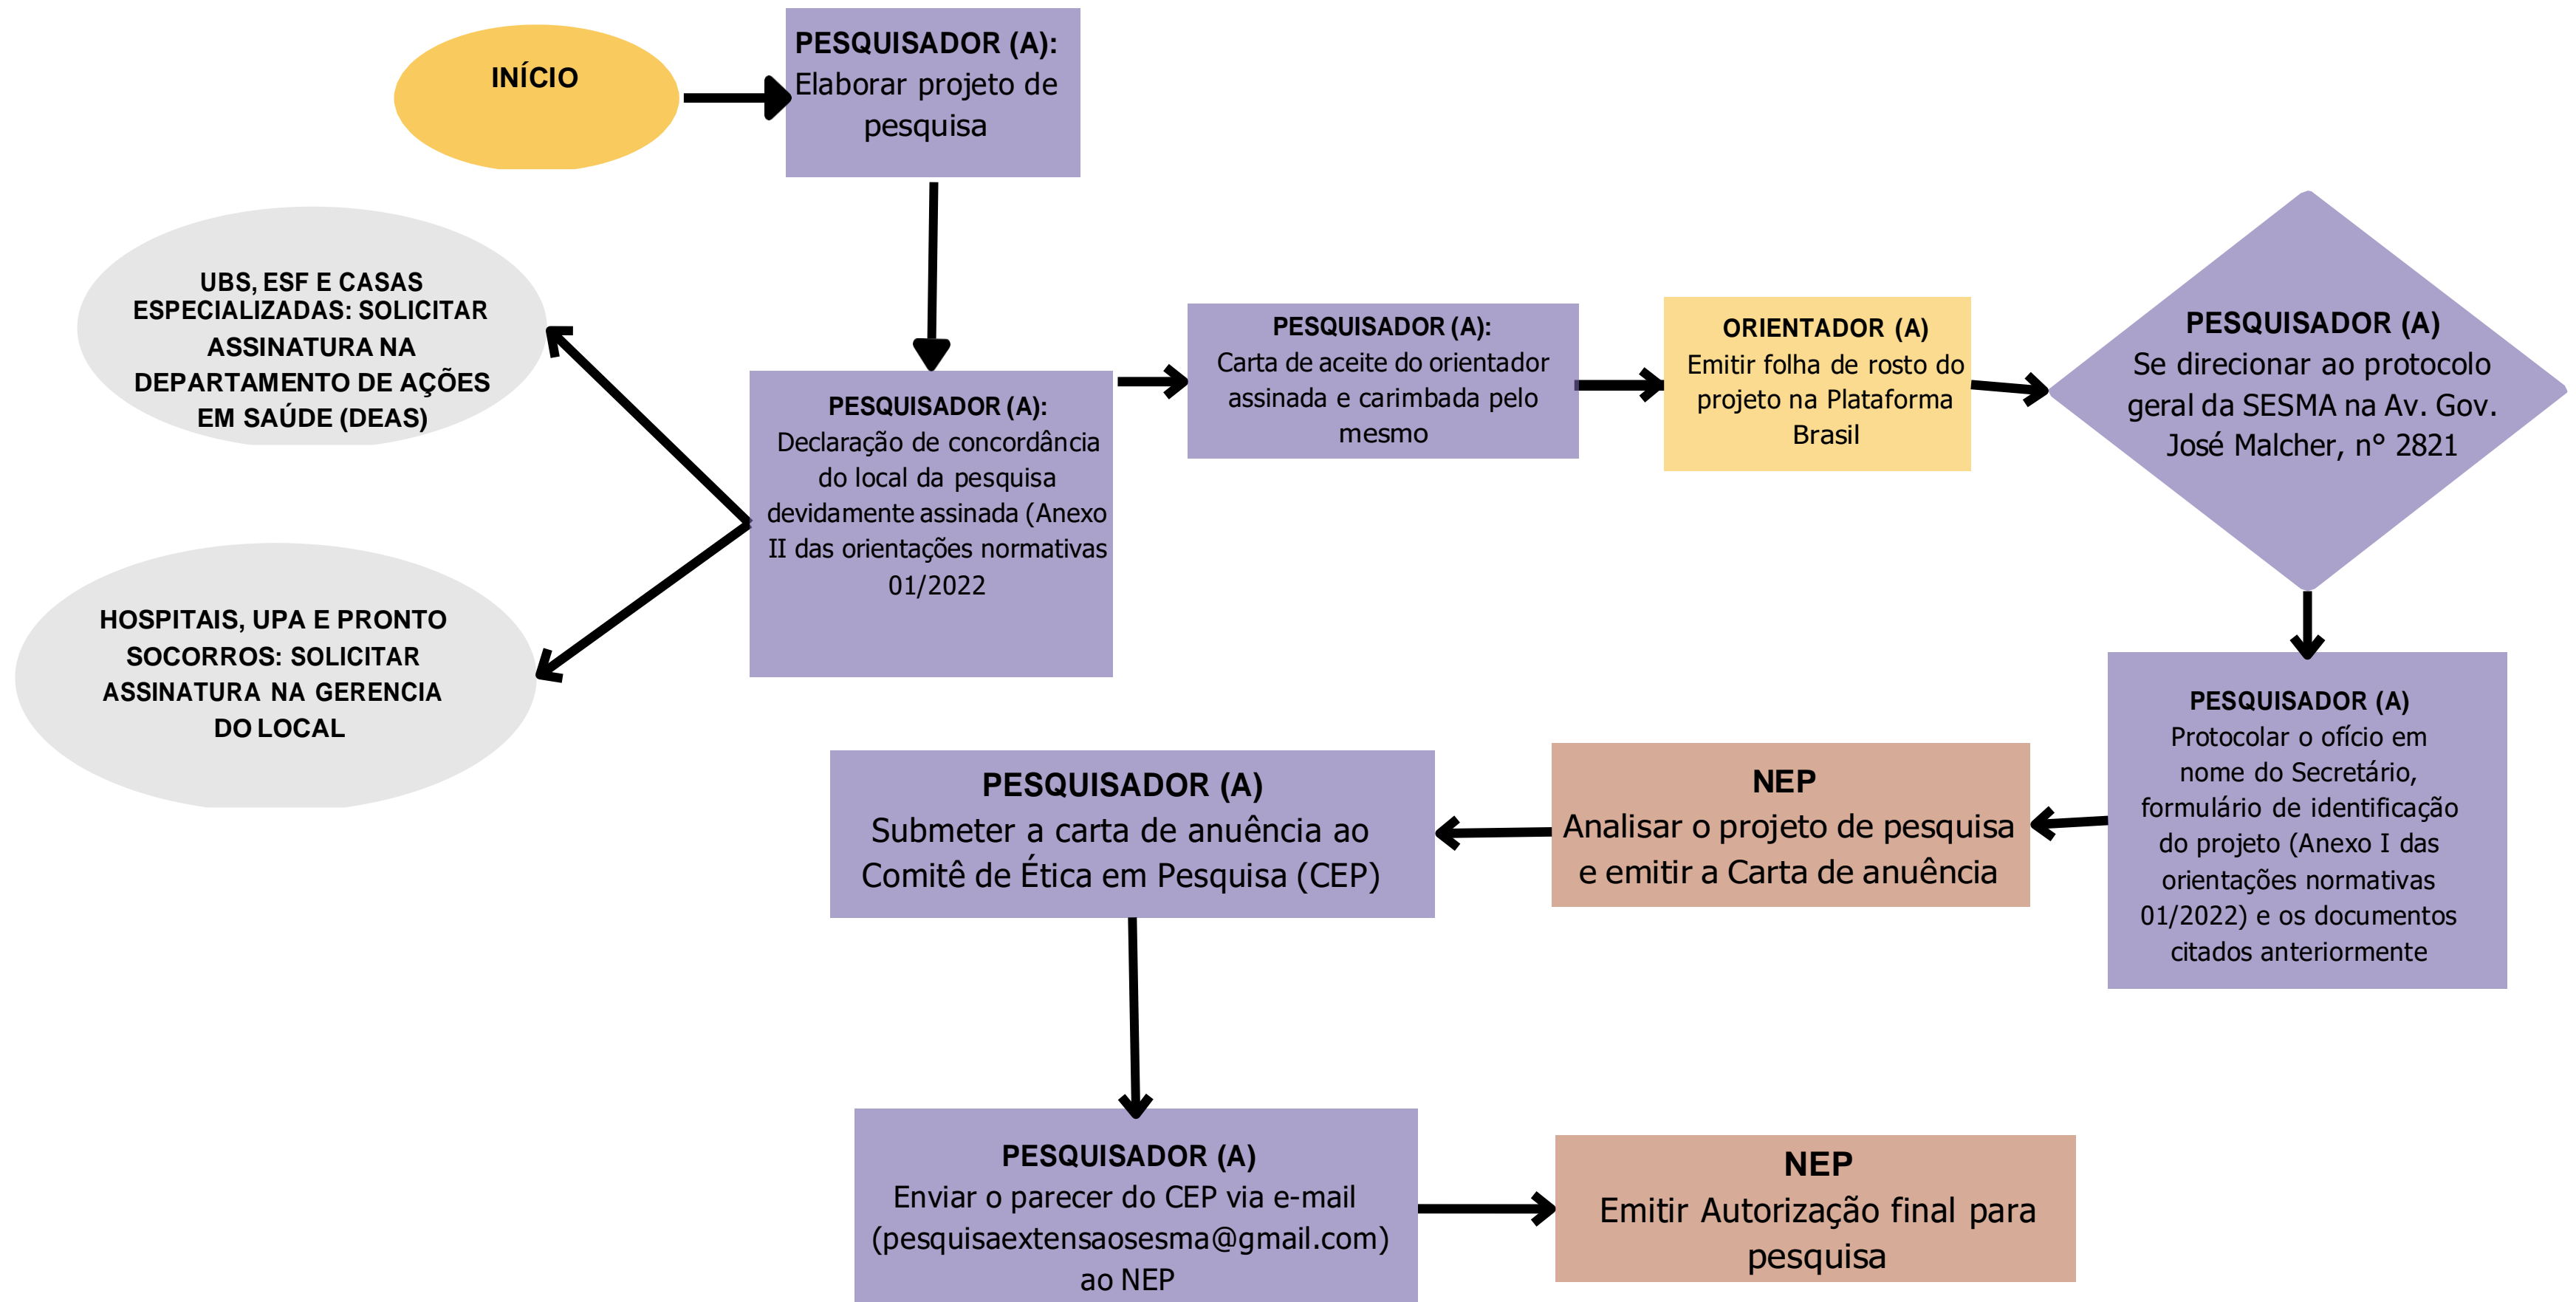 INÍCIO
PESQUISADOR (A):
Elaborar projeto de
pesquisa
UBS, ESF E CASAS
ESPECIALIZADAS: SOLICITAR
ASSINATURA NA
DEPARTAMENTO DE AÇÕES
EM SAÚDE (DEAS)
HOSPITAIS, UPA E PRONTO
SOCORROS: SOLICITAR
ASSINATURA NA GERENCIA
DO LOCAL
PESQUISADOR (A):
Declaração de concordância
do local da pesquisa
devidamente assinada (Anexo
II das orientações normativas
01/2022
PESQUISADOR (A):
Carta de aceite do orientador
assinada e carimbada pelo
mesmo
ORIENTADOR (A)
Emitir folha de rosto do
projeto na Plataforma
Brasil
PESQUISADOR (A)
Se direcionar ao protocolo
geral da SESMA na Av. Gov.
José Malcher, n° 2821
PESQUISADOR (A)
Protocolar o ofício em
nome do Secretário,
formulário de identificação
do projeto (Anexo I das
orientações normativas
01/2022) e os documentos
citados anteriormente
NEP
Analisar o projeto de pesquisa
e emitir a Carta de anuência
PESQUISADOR (A)
Submeter a carta de anuência ao
Comitê de Ética em Pesquisa (CEP)
PESQUISADOR (A)
Enviar o parecer do CEP via e-mail
(pesquisaextensaosesma@gmail.com)
ao NEP
NEP
Emitir Autorização final para
pesquisa